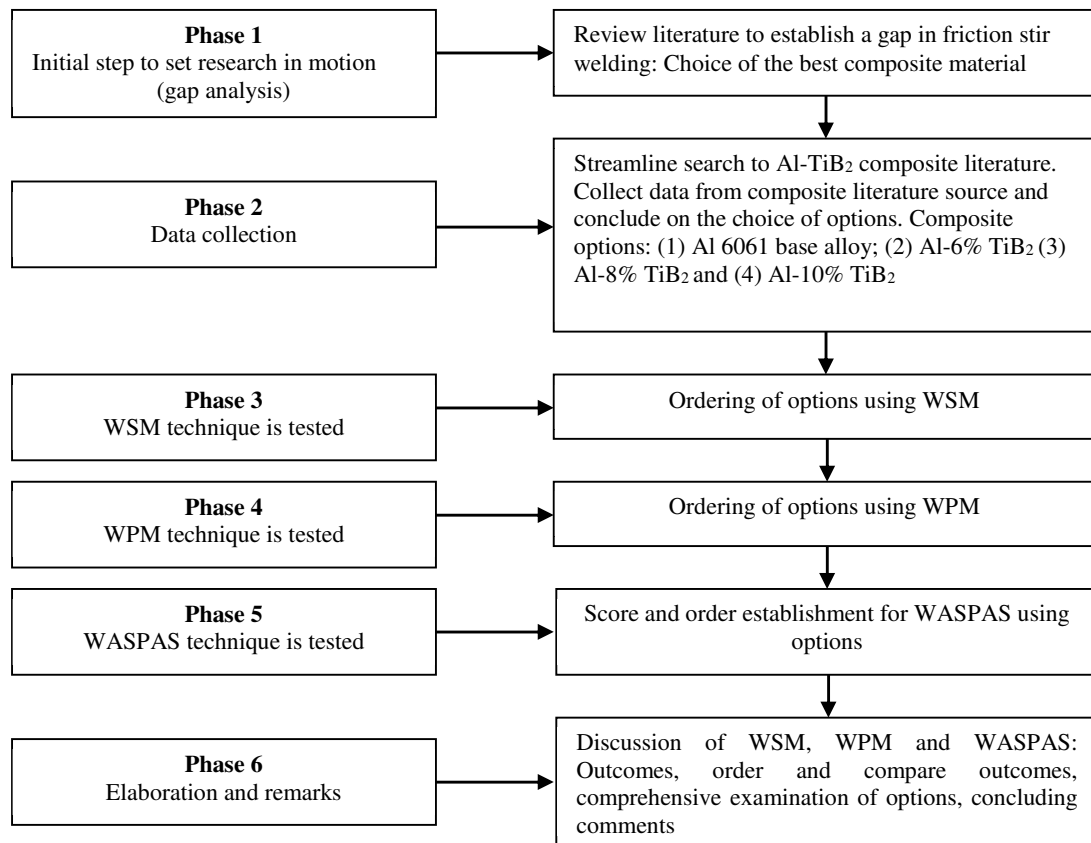 Phase 1
Initial step to set research in motion
(gap analysis)
Review literature to establish a gap in friction stir
welding: Choice of the best composite material
Phase 2
Data collection
Streamline search to Al-TiB₂ composite literature.
Collect data from composite literature source and
conclude on the choice of options. Composite
options: (1) Al 6061 base alloy; (2) Al-6% TiB₂ (3)
Al-8% TiB₂ and (4) Al-10% TiB₂
Phase 3
WSM technique is tested
Ordering of options using WSM
Phase 4
WPM technique is tested
Ordering of options using WPM
Phase 5
WASPAS technique is tested
Score and order establishment for WASPAS using
options
Phase 6
Elaboration and remarks
Discussion of WSM, WPM and WASPAS:
Outcomes, order and compare outcomes,
comprehensive examination of options, concluding
comments